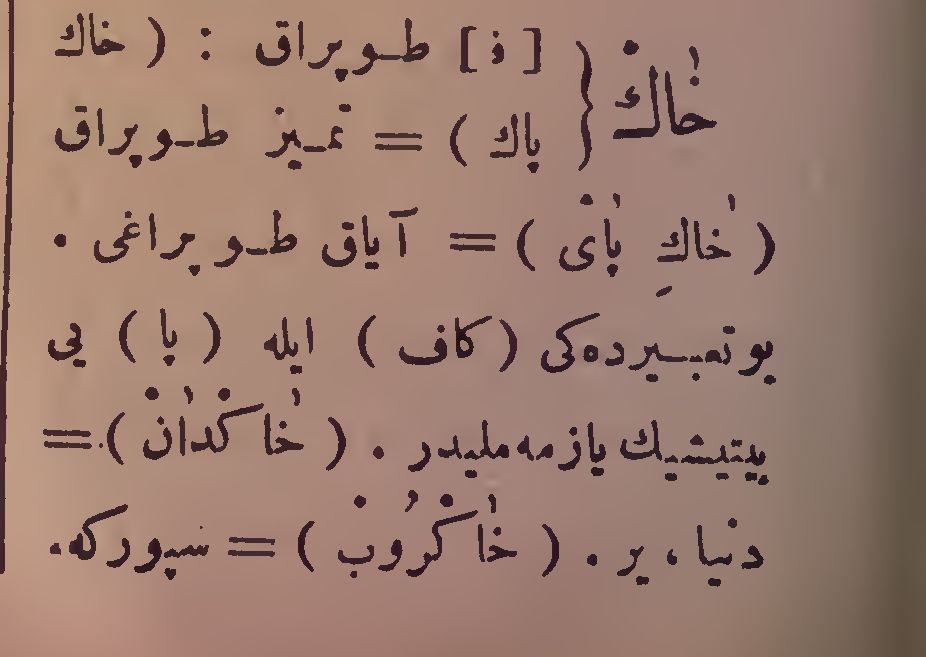 خاك { [ ف ] طوپراق : ( خاك
پاك ) = تميز طوپراق
( خاكِ پاى ) = آياق طوپراغى .
بو تعبيرده‌كى ( كاف ) ايله ( پا ) يى
بيتيشيك يازمه‌مليدر . ( خاكدان ) =
دنيا ، ير . ( خاكروب ) = سپوركه .